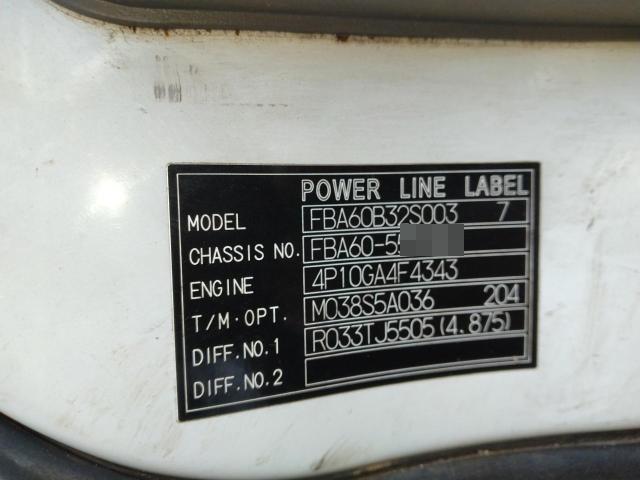 POWER LINE LABEL
MODEL FBA60B32S003 7
CHASSIS NO. FBA60-5
ENGINE 4P10GA4F4343
T/M·OPT. M038S5A036 204
DIFF.NO.1 R033TJ5505(4.875)
DIFF.NO.2